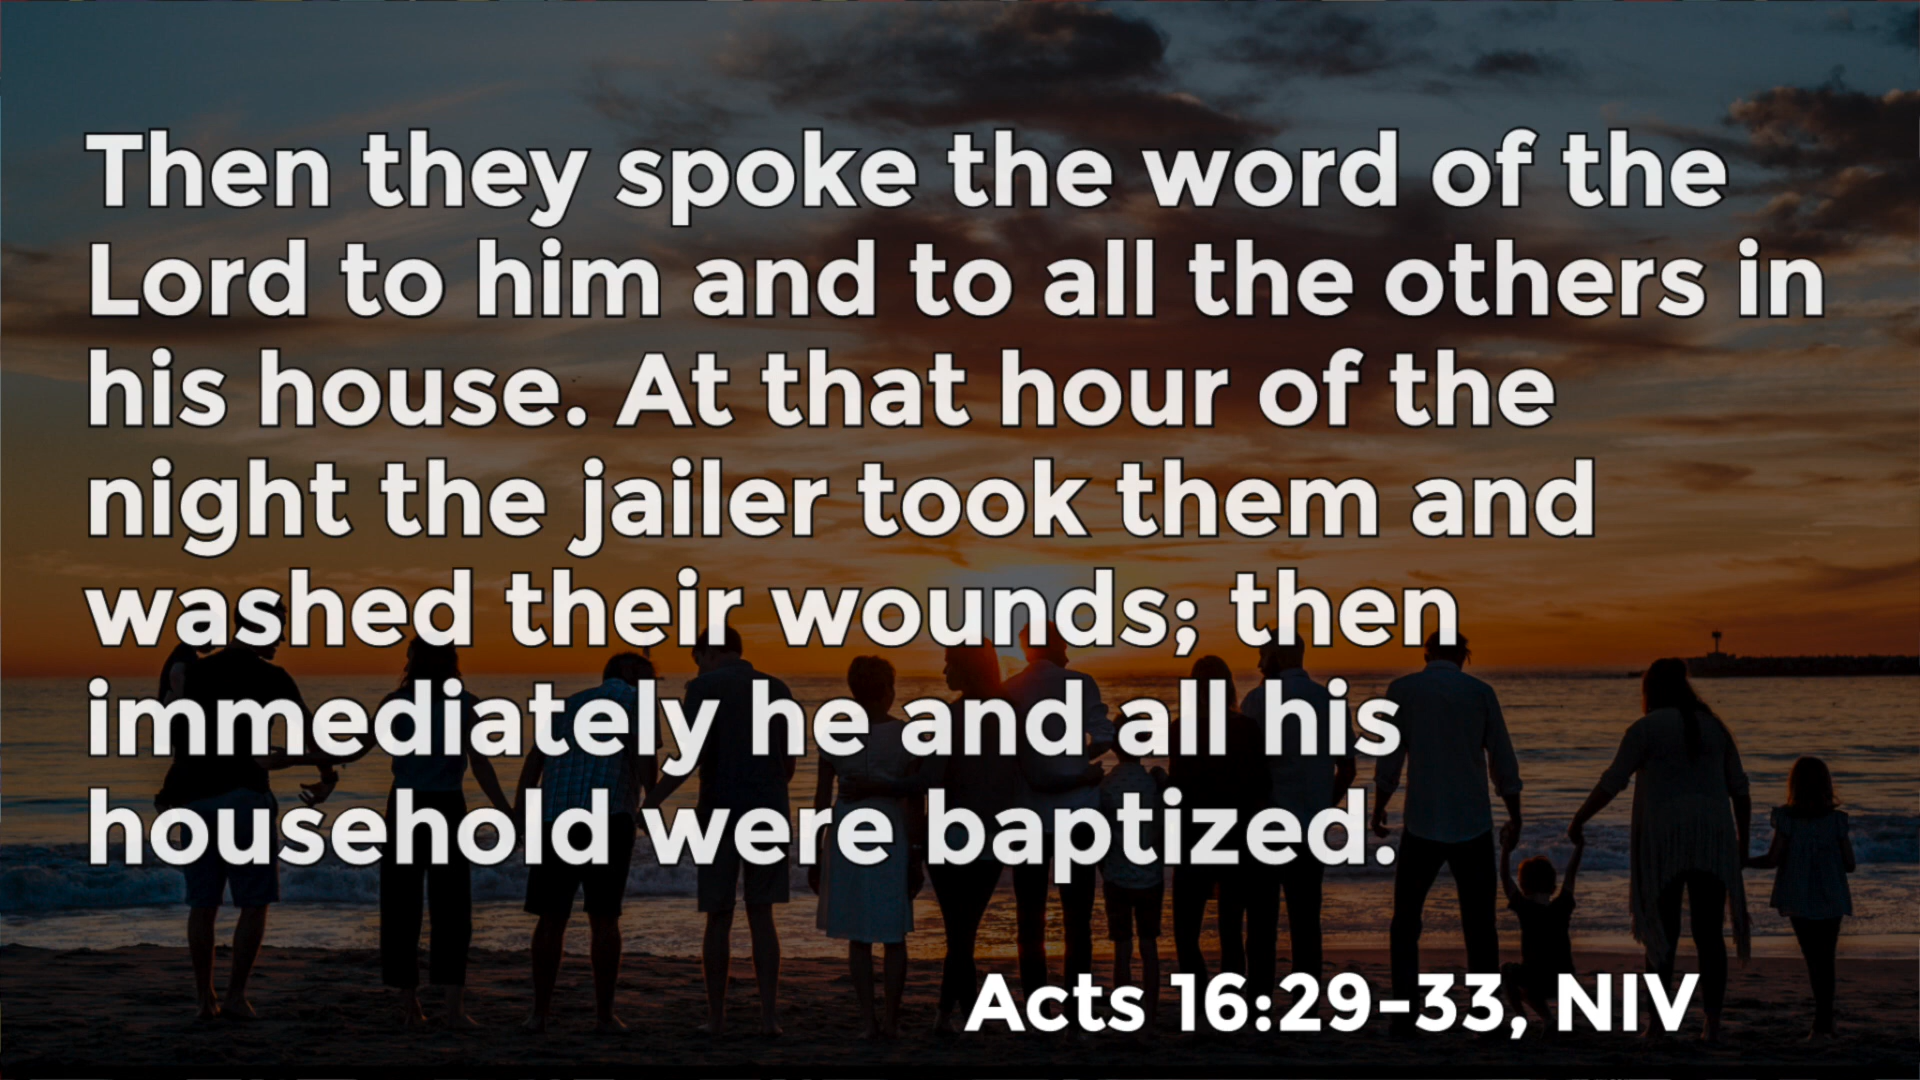 Then they spoke the word of the
Lord to him and to all the others in
his house. At that hour of the
night the jailer took them and
washed their wounds; then
immediately he and all his
household were baptized.
Acts 16:29-33, NIV